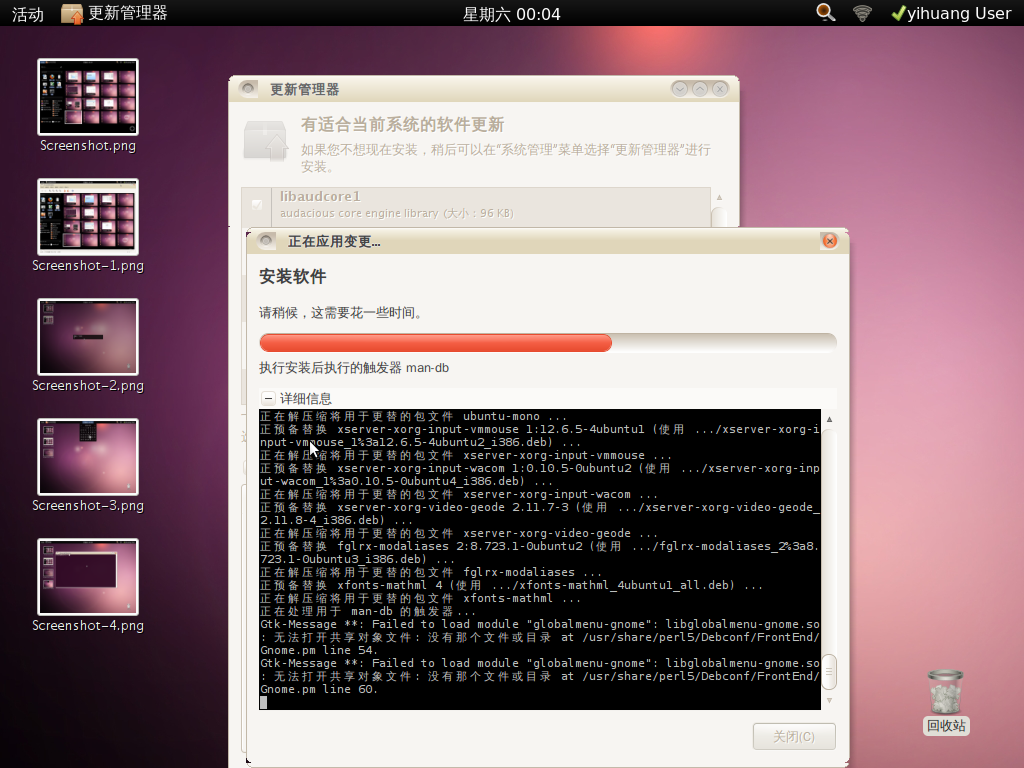 活动 更新管理器 星期六 00:04 yihuang User
Screenshot.png
Screenshot-1.png
Screenshot-2.png
Screenshot-3.png
Screenshot-4.png
更新管理器
有适合当前系统的软件更新
如果您不想现在安装，稍后可以在“系统管理”菜单选择“更新管理器”进行
安装。
libaudcore1
audacious core engine library (大小：96 KB)
正在应用变更...
安装软件
请稍候，这需要花一些时间。
执行安装后执行的触发器 man-db
详细信息
正在解压缩将用于更替的包文件 ubuntu-mono ...
正预备替换 xserver-xorg-input-vmmouse 1:12.6.5-4ubuntu1 (使用 .../xserver-xorg-i
nput-vmmouse_1%3a12.6.5-4ubuntu2_i386.deb) ...
正在解压缩将用于更替的包文件 xserver-xorg-input-vmmouse ...
正预备替换 xserver-xorg-input-wacom 1:0.10.5-0ubuntu2 (使用 .../xserver-xorg-inp
ut-wacom_1%3a0.10.5-0ubuntu4_i386.deb) ...
正在解压缩将用于更替的包文件 xserver-xorg-input-wacom ...
正预备替换 xserver-xorg-video-geode 2.11.7-3 (使用 .../xserver-xorg-video-geode_
2.11.8-4_i386.deb) ...
正在解压缩将用于更替的包文件 xserver-xorg-video-geode ...
正预备替换 fglrx-modaliases 2:8.723.1-0ubuntu2 (使用 .../fglrx-modaliases_2%3a8.
723.1-0ubuntu3_i386.deb) ...
正在解压缩将用于更替的包文件 fglrx-modaliases ...
正预备替换 xfonts-mathml 4 (使用 .../xfonts-mathml_4ubuntu1_all.deb) ...
正在解压缩将用于更替的包文件 xfonts-mathml ...
正在处理用于 man-db 的触发器...
Gtk-Message **: Failed to load module "globalmenu-gnome": libglobalmenu-gnome.so
: 无法打开共享对象文件: 没有那个文件或目录 at /usr/share/perl5/Debconf/FrontEnd/
Gnome.pm line 54.
Gtk-Message **: Failed to load module "globalmenu-gnome": libglobalmenu-gnome.so
: 无法打开共享对象文件: 没有那个文件或目录 at /usr/share/perl5/Debconf/FrontEnd/
Gnome.pm line 60.
关闭(C)
回收站